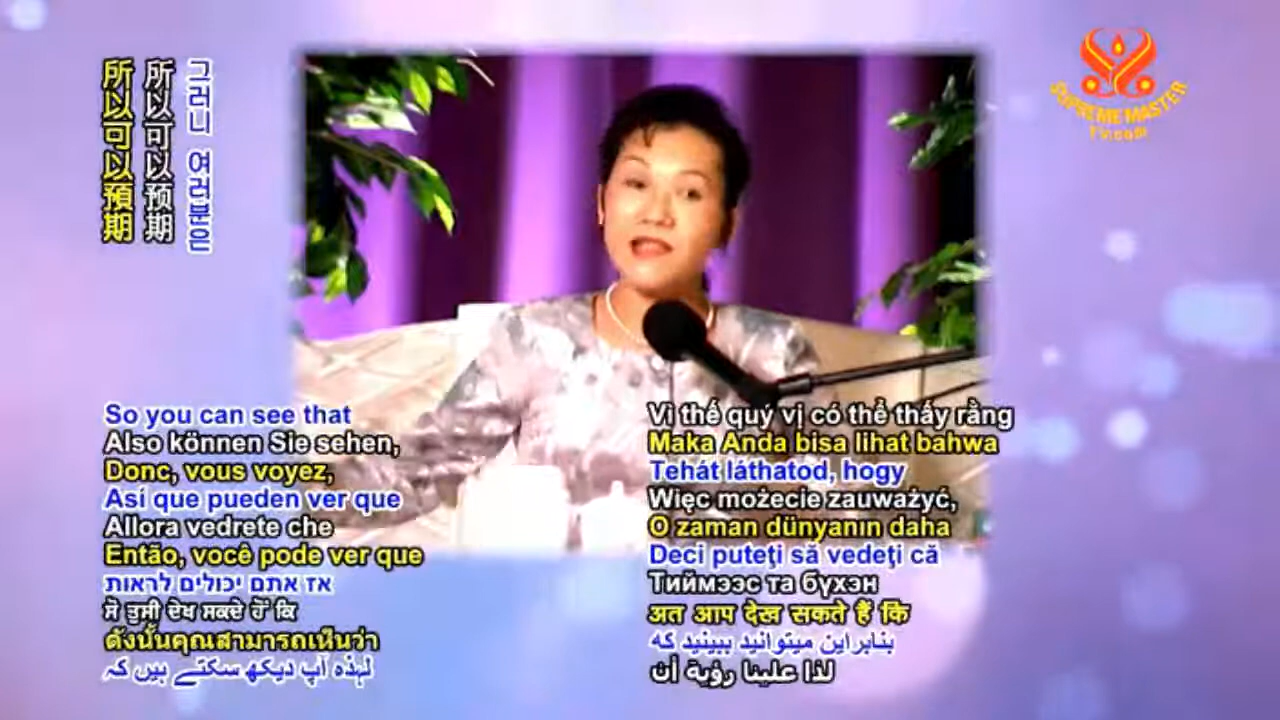 所以可以預期
所以可以预期
그러니 여러분은
SUPREME MASTER
TV.com
So you can see that
Also können Sie sehen,
Donc, vous voyez,
Así que pueden ver que
Allora vedrete che
Então, você pode ver que
אז אתם יכולים לראות
ਸੋ ਤੁਸੀ ਦੇਖ ਸਕਦੇ ਹੋਂ ਕਿ
ดังนั้นคุณสามารถเห็นว่า
لہذہ آپ دیکھ سکتے ہیں کہ
Vì thế quý vị có thể thấy rằng
Maka Anda bisa lihat bahwa
Tehát láthatod, hogy
Więc możecie zauważyć,
O zaman dünyanın daha
Deci puteţi să vedeţi că
Тиймээс та бүхэн
अत आप देख सकते हैं कि
بنابراین میتوانید ببینید که
لذا علينا رؤية أن